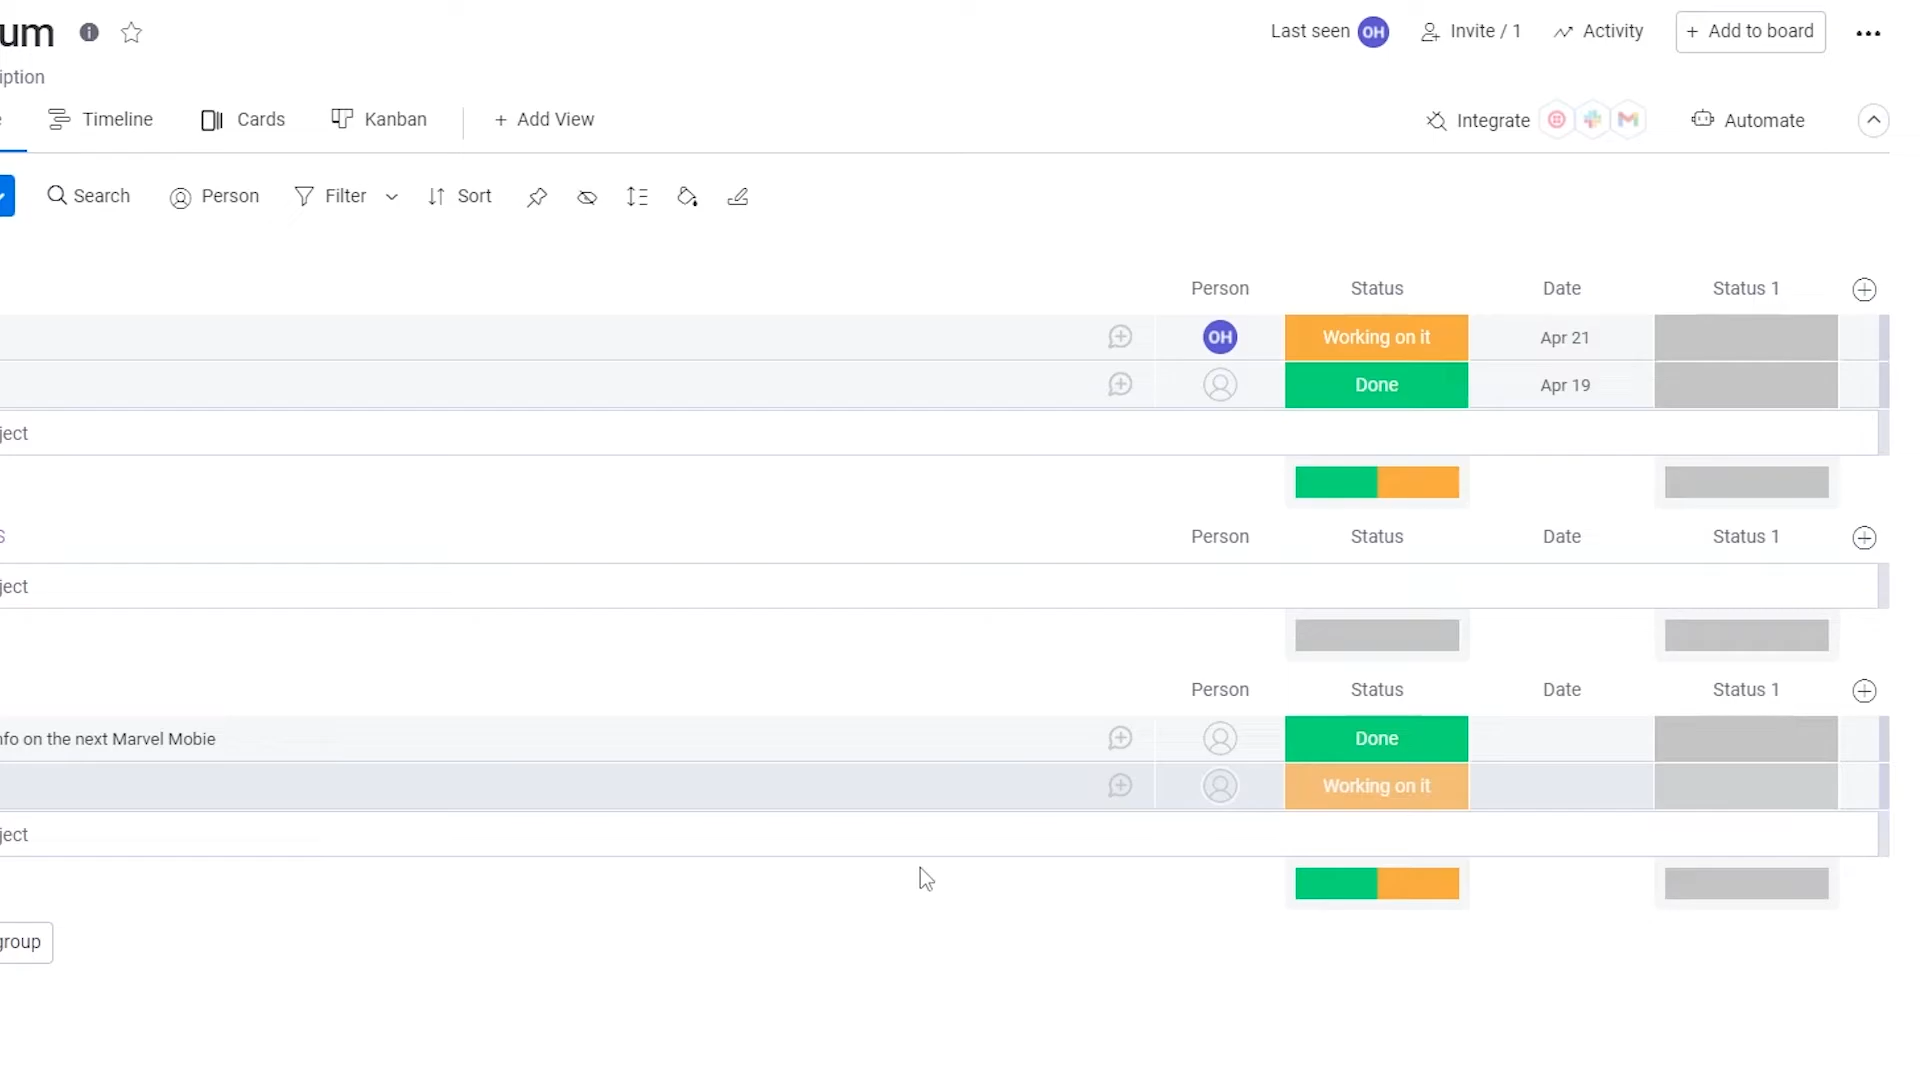 um
Last seen OH Invite / 1 Activity + Add to board
iption
Timeline Cards Kanban + Add View Integrate Automate
Search Person Filter Sort
Person Status Date Status 1
OH Working on it Apr 21
Done Apr 19
ject
S Person Status Date Status 1
ject
Person Status Date Status 1
nfo on the next Marvel Mobie Done
Working on it
ject
group